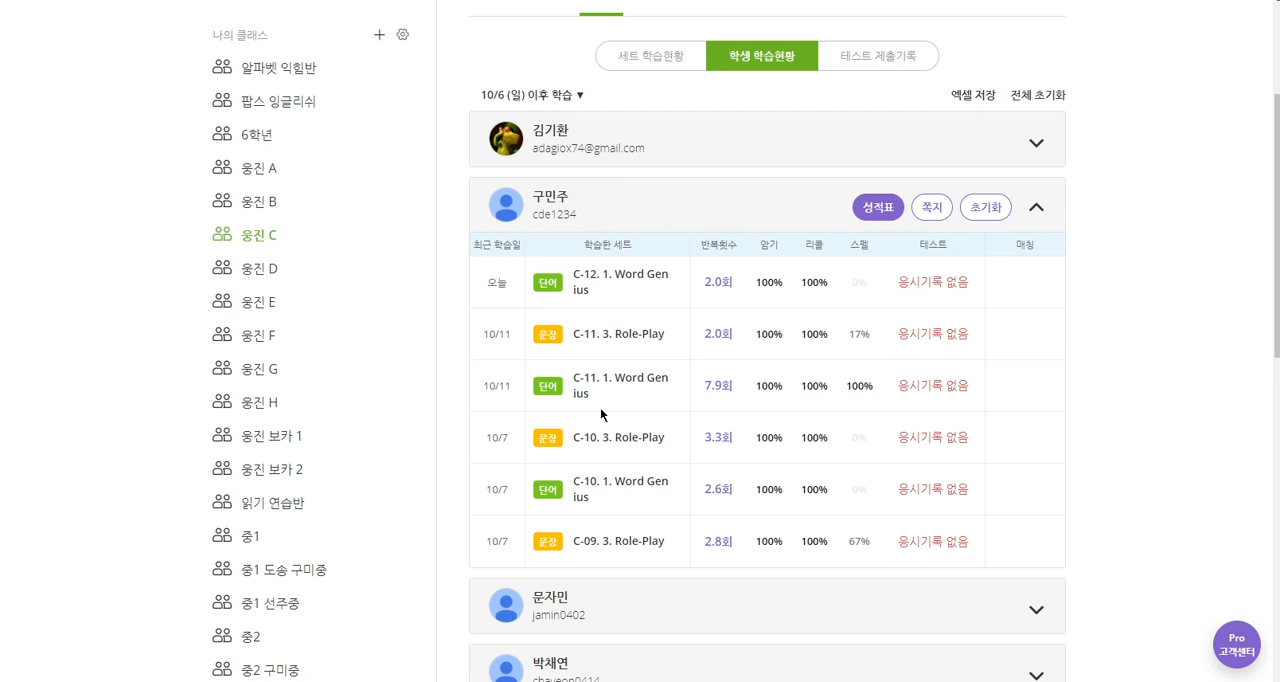 나의 클래스
알파벳 익힘반
팝스 잉글리쉬
6학년
웅진 A
웅진 B
웅진 C
웅진 D
웅진 E
웅진 F
웅진 G
웅진 H
웅진 보카 1
웅진 보카 2
읽기 연습반
중1
중1 도송 구미중
중1 선주중
중2
중2 구미중
세트 학습현황 학생 학습현황 테스트 제출기록
10/6 (일) 이후 학습 ▼ 엑셀 저장 전체 초기화
김기환
adagiox74@gmail.com
구민주
cde1234
성적표 쪽지 초기화
최근 학습일 학습한 세트 반복횟수 암기 리콜 스펠 테스트 매칭
오늘 단어 C-12. 1. Word Gen
ius 2.0회 100% 100% 0% 응시기록 없음
10/11 문장 C-11. 3. Role-Play 2.0회 100% 100% 17% 응시기록 없음
10/11 단어 C-11. 1. Word Gen
ius 7.9회 100% 100% 100% 응시기록 없음
10/7 문장 C-10. 3. Role-Play 3.3회 100% 100% 0% 응시기록 없음
10/7 단어 C-10. 1. Word Gen
ius 2.6회 100% 100% 0% 응시기록 없음
10/7 문장 C-09. 3. Role-Play 2.8회 100% 100% 67% 응시기록 없음
문자민
jamin0402
박채연
chayeon0414
Pro
고객센터